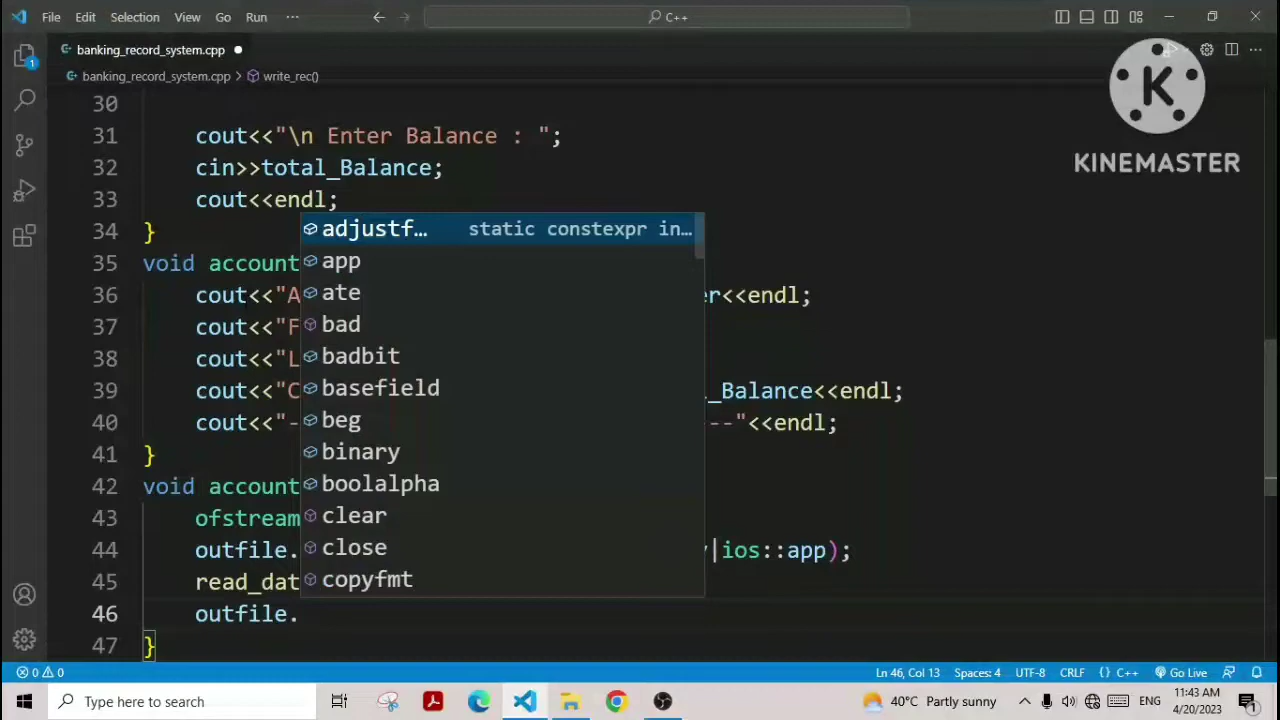 File Edit Selection View Go Run ··· C++
banking_record_system.cpp
banking_record_system.cpp > write_rec()
KINEMASTER
30
31 cout<<"\n Enter Balance : ";
32 cin>>total_Balance;
33 cout<<endl;
34 }
35 void account
36 cout<<"A er<<endl;
37 cout<<"F
38 cout<<"L
39 cout<<"C l_Balance<<endl;
40 cout<<"- --"<<endl;
41 }
42 void account
43 ofstream
44 outfile. |ios::app);
45 read_dat
46 outfile.
47 }
adjustf… static constexpr in…
app
ate
bad
badbit
basefield
beg
binary
boolalpha
clear
close
copyfmt
0 0 Ln 46, Col 13 Spaces: 4 UTF-8 CRLF {} C++ Go Live
Type here to search 40°C Partly sunny ENG 11:43 AM
4/20/2023 1